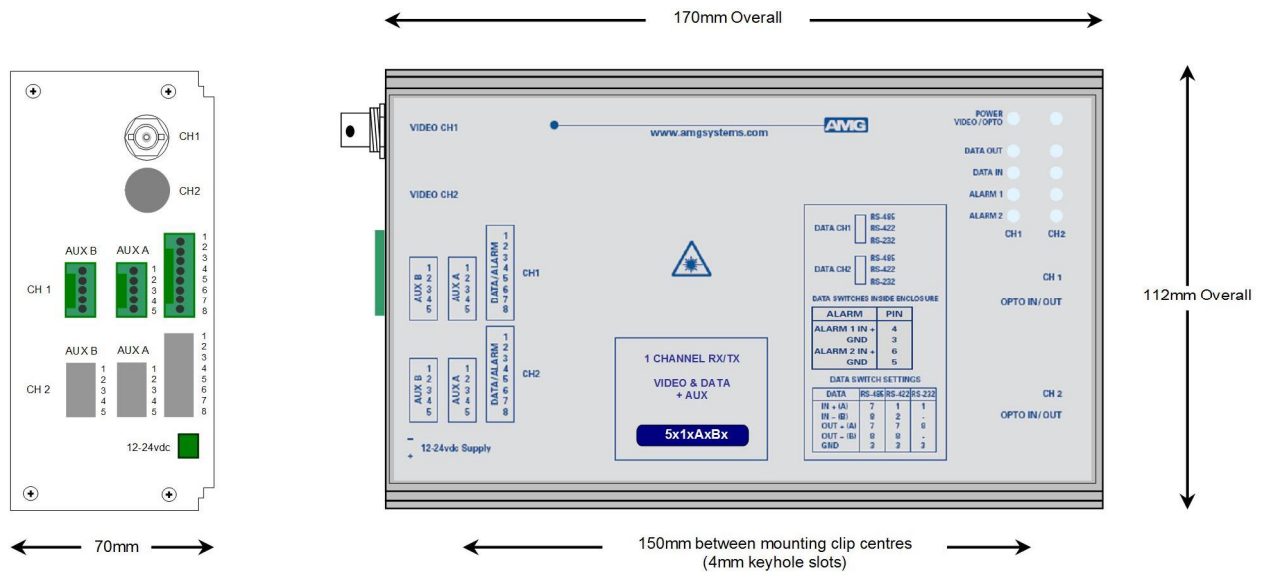 170mm Overall
CH1
CH2
AUX B
AUX A
1
2
3
4
5
6
7
8
1
2
3
4
5
CH 1
AUX B
AUX A
1
2
3
4
5
1
2
3
4
5
1
2
3
4
5
6
7
8
CH 2
12-24vdc
70mm
VIDEO CH1
www.amgsystems.com
AMG
VIDEO CH2
AUX B
1
2
3
4
5
AUX A
1
2
3
4
5
DATA/ALARM
1
2
3
4
5
6
7
8
CH1
AUX B
1
2
3
4
5
AUX A
1
2
3
4
5
DATA/ALARM
1
2
3
4
5
6
7
8
CH2
– 
+
12-24vdc Supply
1 CHANNEL RX/TX
VIDEO & DATA
+ AUX
5x1xAxBx
DATA CH1
RS-485
RS-422
RS-232
DATA CH2
RS-485
RS-422
RS-232
DATA SWITCHES INSIDE ENCLOSURE
ALARM PIN
ALARM 1 IN + 4
GND 3
ALARM 2 IN + 6
GND 5
DATA SWITCH SETTINGS
DATA RS-485 RS-422 RS-232
IN + (A) 7 1 1
IN – (B) 8 2 -
OUT + (A) 7 7 8
OUT – (B) 8 8 -
GND 3 3 3
POWER
VIDEO / OPTO
DATA OUT
DATA IN
ALARM 1
ALARM 2
CH1 CH2
CH 1
OPTO IN/ OUT
CH 2
OPTO IN/ OUT
112mm Overall
150mm between mounting clip centres
(4mm keyhole slots)